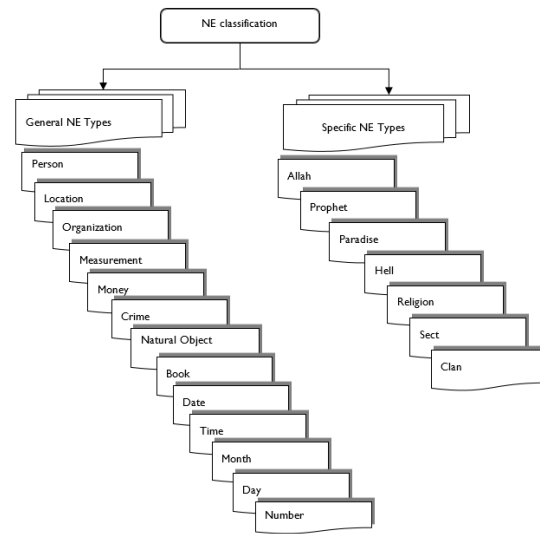 NE classification
General NE Types
Person
Location
Organization
Measurement
Money
Crime
Natural Object
Book
Date
Time
Month
Day
Number
Specific NE Types
Allah
Prophet
Paradise
Hell
Religion
Sect
Clan